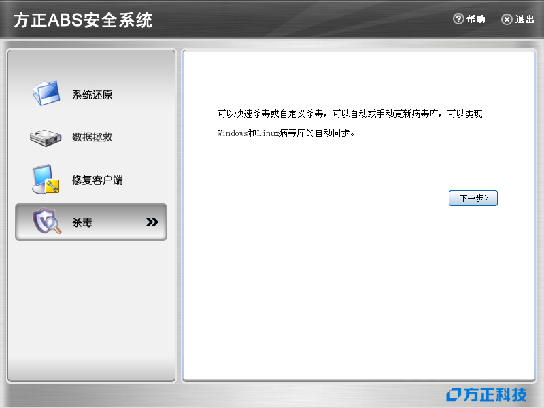 方正ABS安全系统
帮助
退出
系统还原
数据拯救
修复客户端
杀毒
可以快速杀毒或自定义杀毒，可以自动或手动更新病毒库，可以实现
Windows和Linux病毒库的自动同步。
下一步>
方正科技